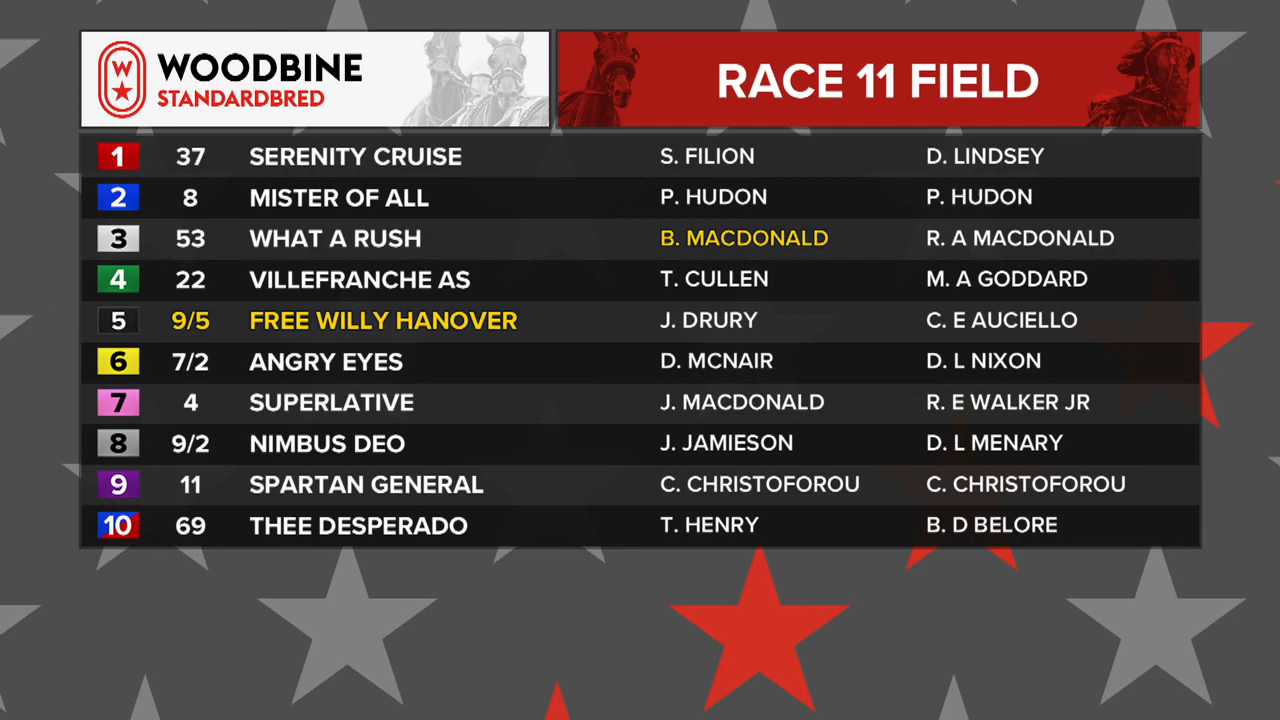 W
WOODBINE
STANDARDBRED
RACE 11 FIELD
1 37 SERENITY CRUISE S. FILION D. LINDSEY
2 8 MISTER OF ALL P. HUDON P. HUDON
3 53 WHAT A RUSH B. MACDONALD R. A MACDONALD
4 22 VILLEFRANCHE AS T. CULLEN M. A GODDARD
5 9/5 FREE WILLY HANOVER J. DRURY C. E AUCIELLO
6 7/2 ANGRY EYES D. MCNAIR D. L NIXON
7 4 SUPERLATIVE J. MACDONALD R. E WALKER JR
8 9/2 NIMBUS DEO J. JAMIESON D. L MENARY
9 11 SPARTAN GENERAL C. CHRISTOFOROU C. CHRISTOFOROU
10 69 THEE DESPERADO T. HENRY B. D BELORE